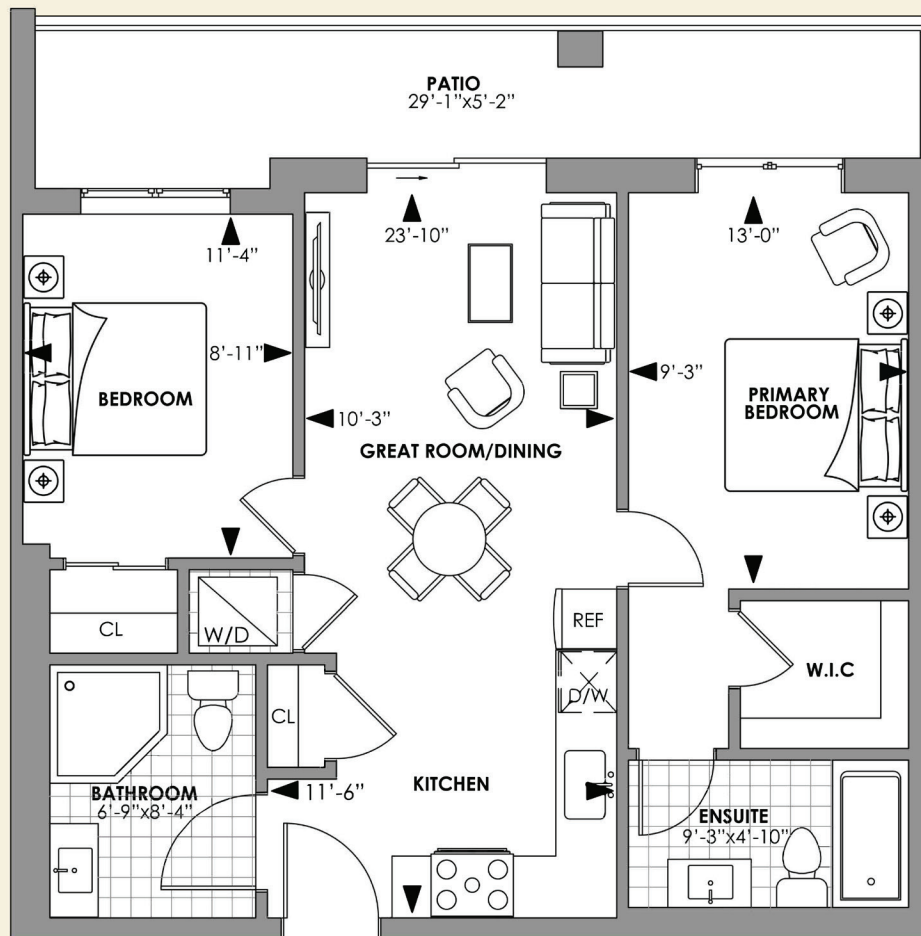 PATIO
29'-1"x5'-2"
11'-4"
23'-10"
13'-0"
8'-11"
9'-3"
BEDROOM
10'-3"
PRIMARY
BEDROOM
GREAT ROOM/DINING
CL
W/D
REF
D/W
W.I.C
CL
KITCHEN
11'-6"
BATHROOM
6'-9"x8'-4"
ENSUITE
9'-3"x4'-10"